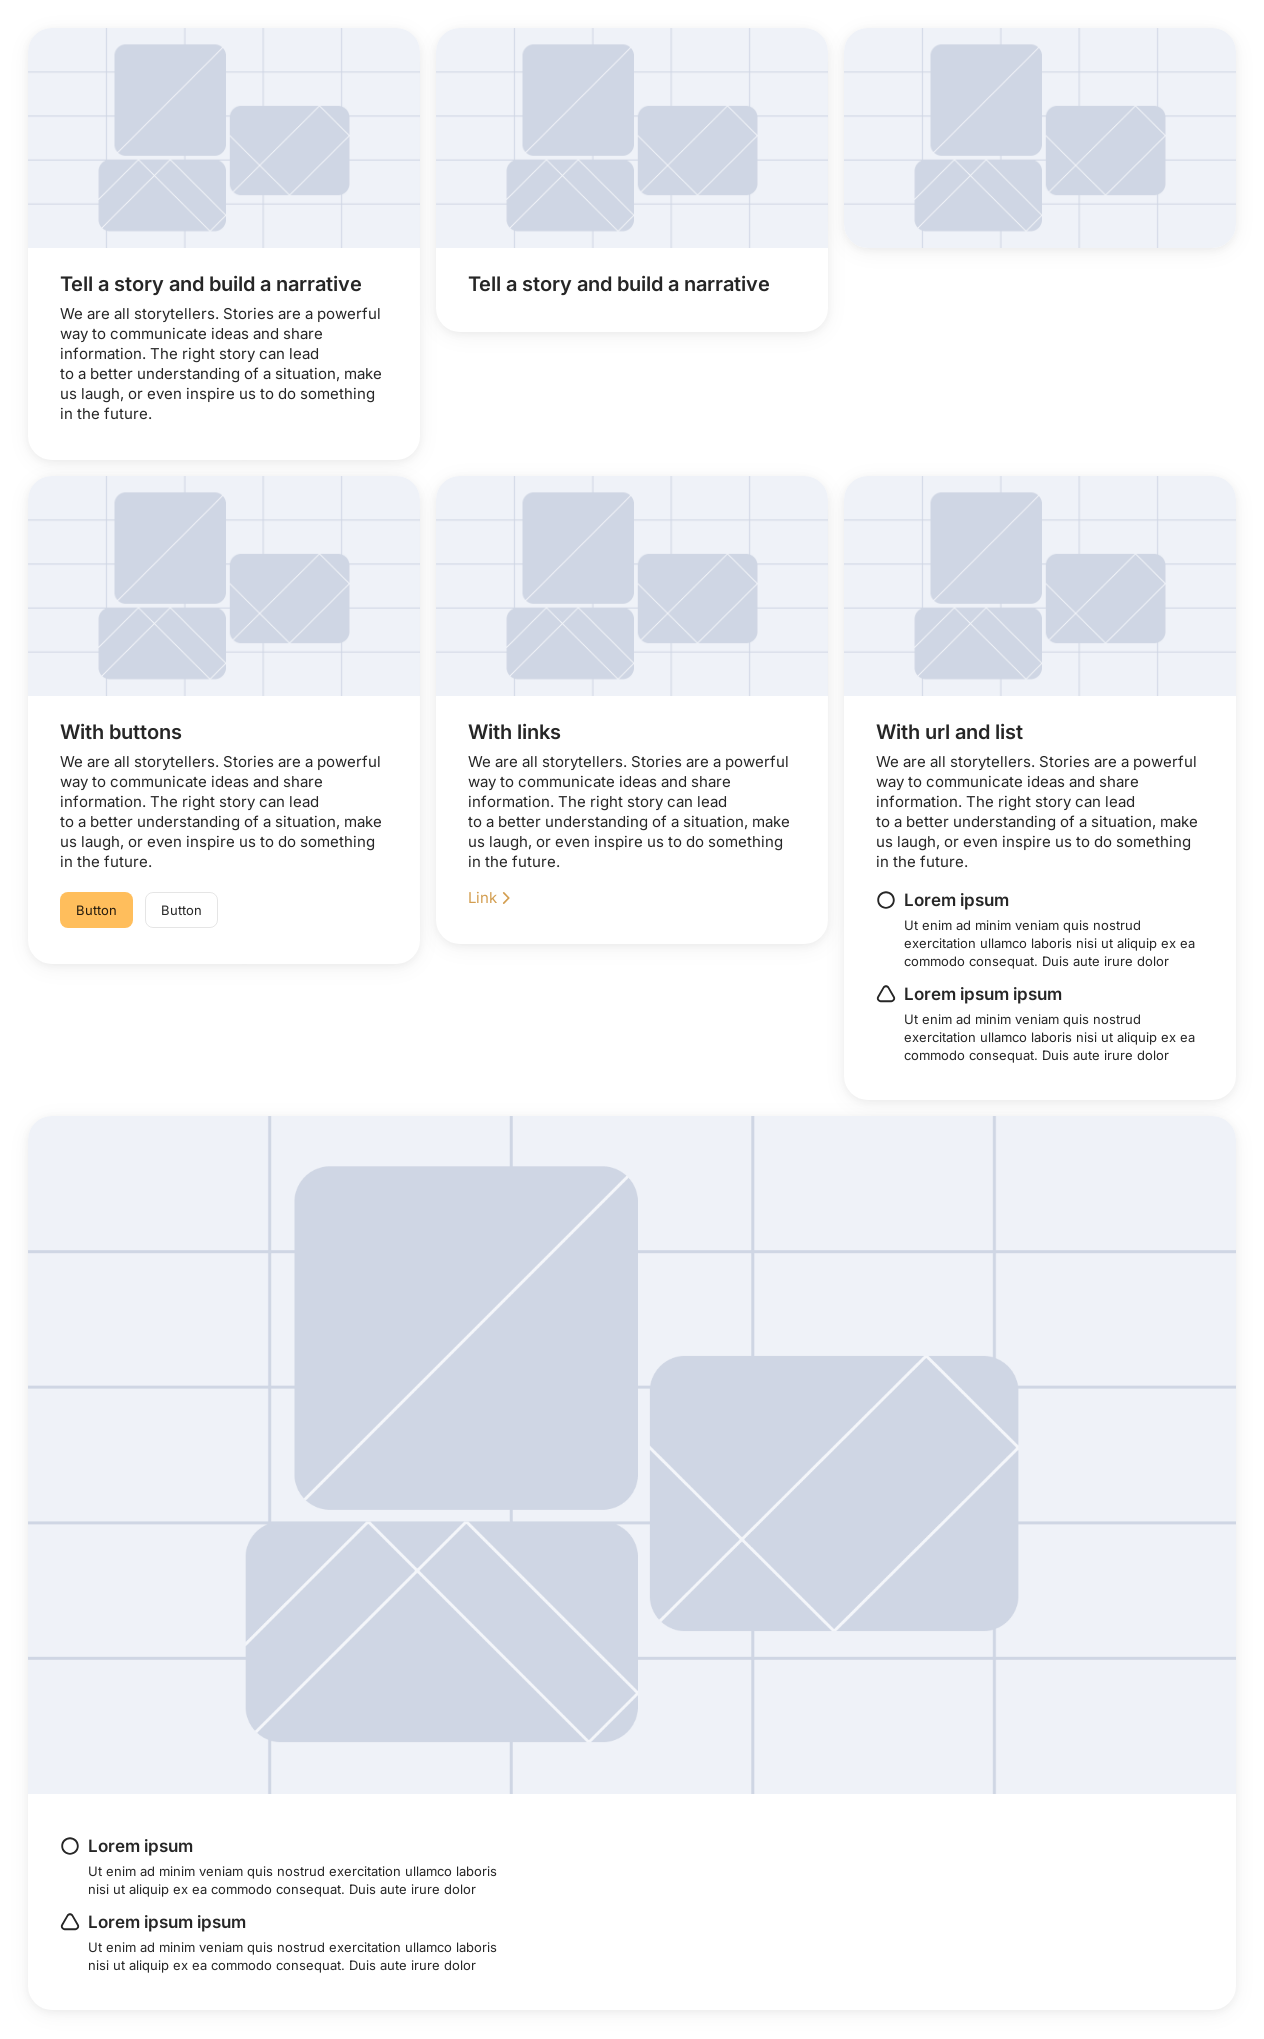 Tell a story and build a narrative
We are all storytellers. Stories are a powerful
way to communicate ideas and share
information. The right story can lead
to a better understanding of a situation, make
us laugh, or even inspire us to do something
in the future.
Tell a story and build a narrative
With buttons
We are all storytellers. Stories are a powerful
way to communicate ideas and share
information. The right story can lead
to a better understanding of a situation, make
us laugh, or even inspire us to do something
in the future.
Button
Button
With links
We are all storytellers. Stories are a powerful
way to communicate ideas and share
information. The right story can lead
to a better understanding of a situation, make
us laugh, or even inspire us to do something
in the future.
Link
With url and list
We are all storytellers. Stories are a powerful
way to communicate ideas and share
information. The right story can lead
to a better understanding of a situation, make
us laugh, or even inspire us to do something
in the future.
Lorem ipsum
Ut enim ad minim veniam quis nostrud
exercitation ullamco laboris nisi ut aliquip ex ea
commodo consequat. Duis aute irure dolor
Lorem ipsum ipsum
Ut enim ad minim veniam quis nostrud
exercitation ullamco laboris nisi ut aliquip ex ea
commodo consequat. Duis aute irure dolor
Lorem ipsum
Ut enim ad minim veniam quis nostrud exercitation ullamco laboris
nisi ut aliquip ex ea commodo consequat. Duis aute irure dolor
Lorem ipsum ipsum
Ut enim ad minim veniam quis nostrud exercitation ullamco laboris
nisi ut aliquip ex ea commodo consequat. Duis aute irure dolor